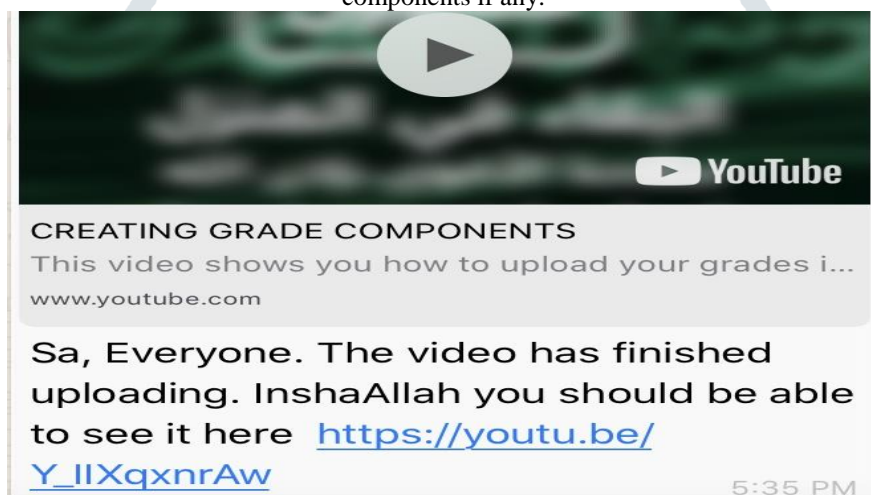 components if any.
YouTube
CREATING GRADE COMPONENTS
This video shows you how to upload your grades i...
www.youtube.com
Sa, Everyone. The video has finished
uploading. InshaAllah you should be able
to see it here https://youtu.be/
Y_IIXqxnrAw
5:35 PM